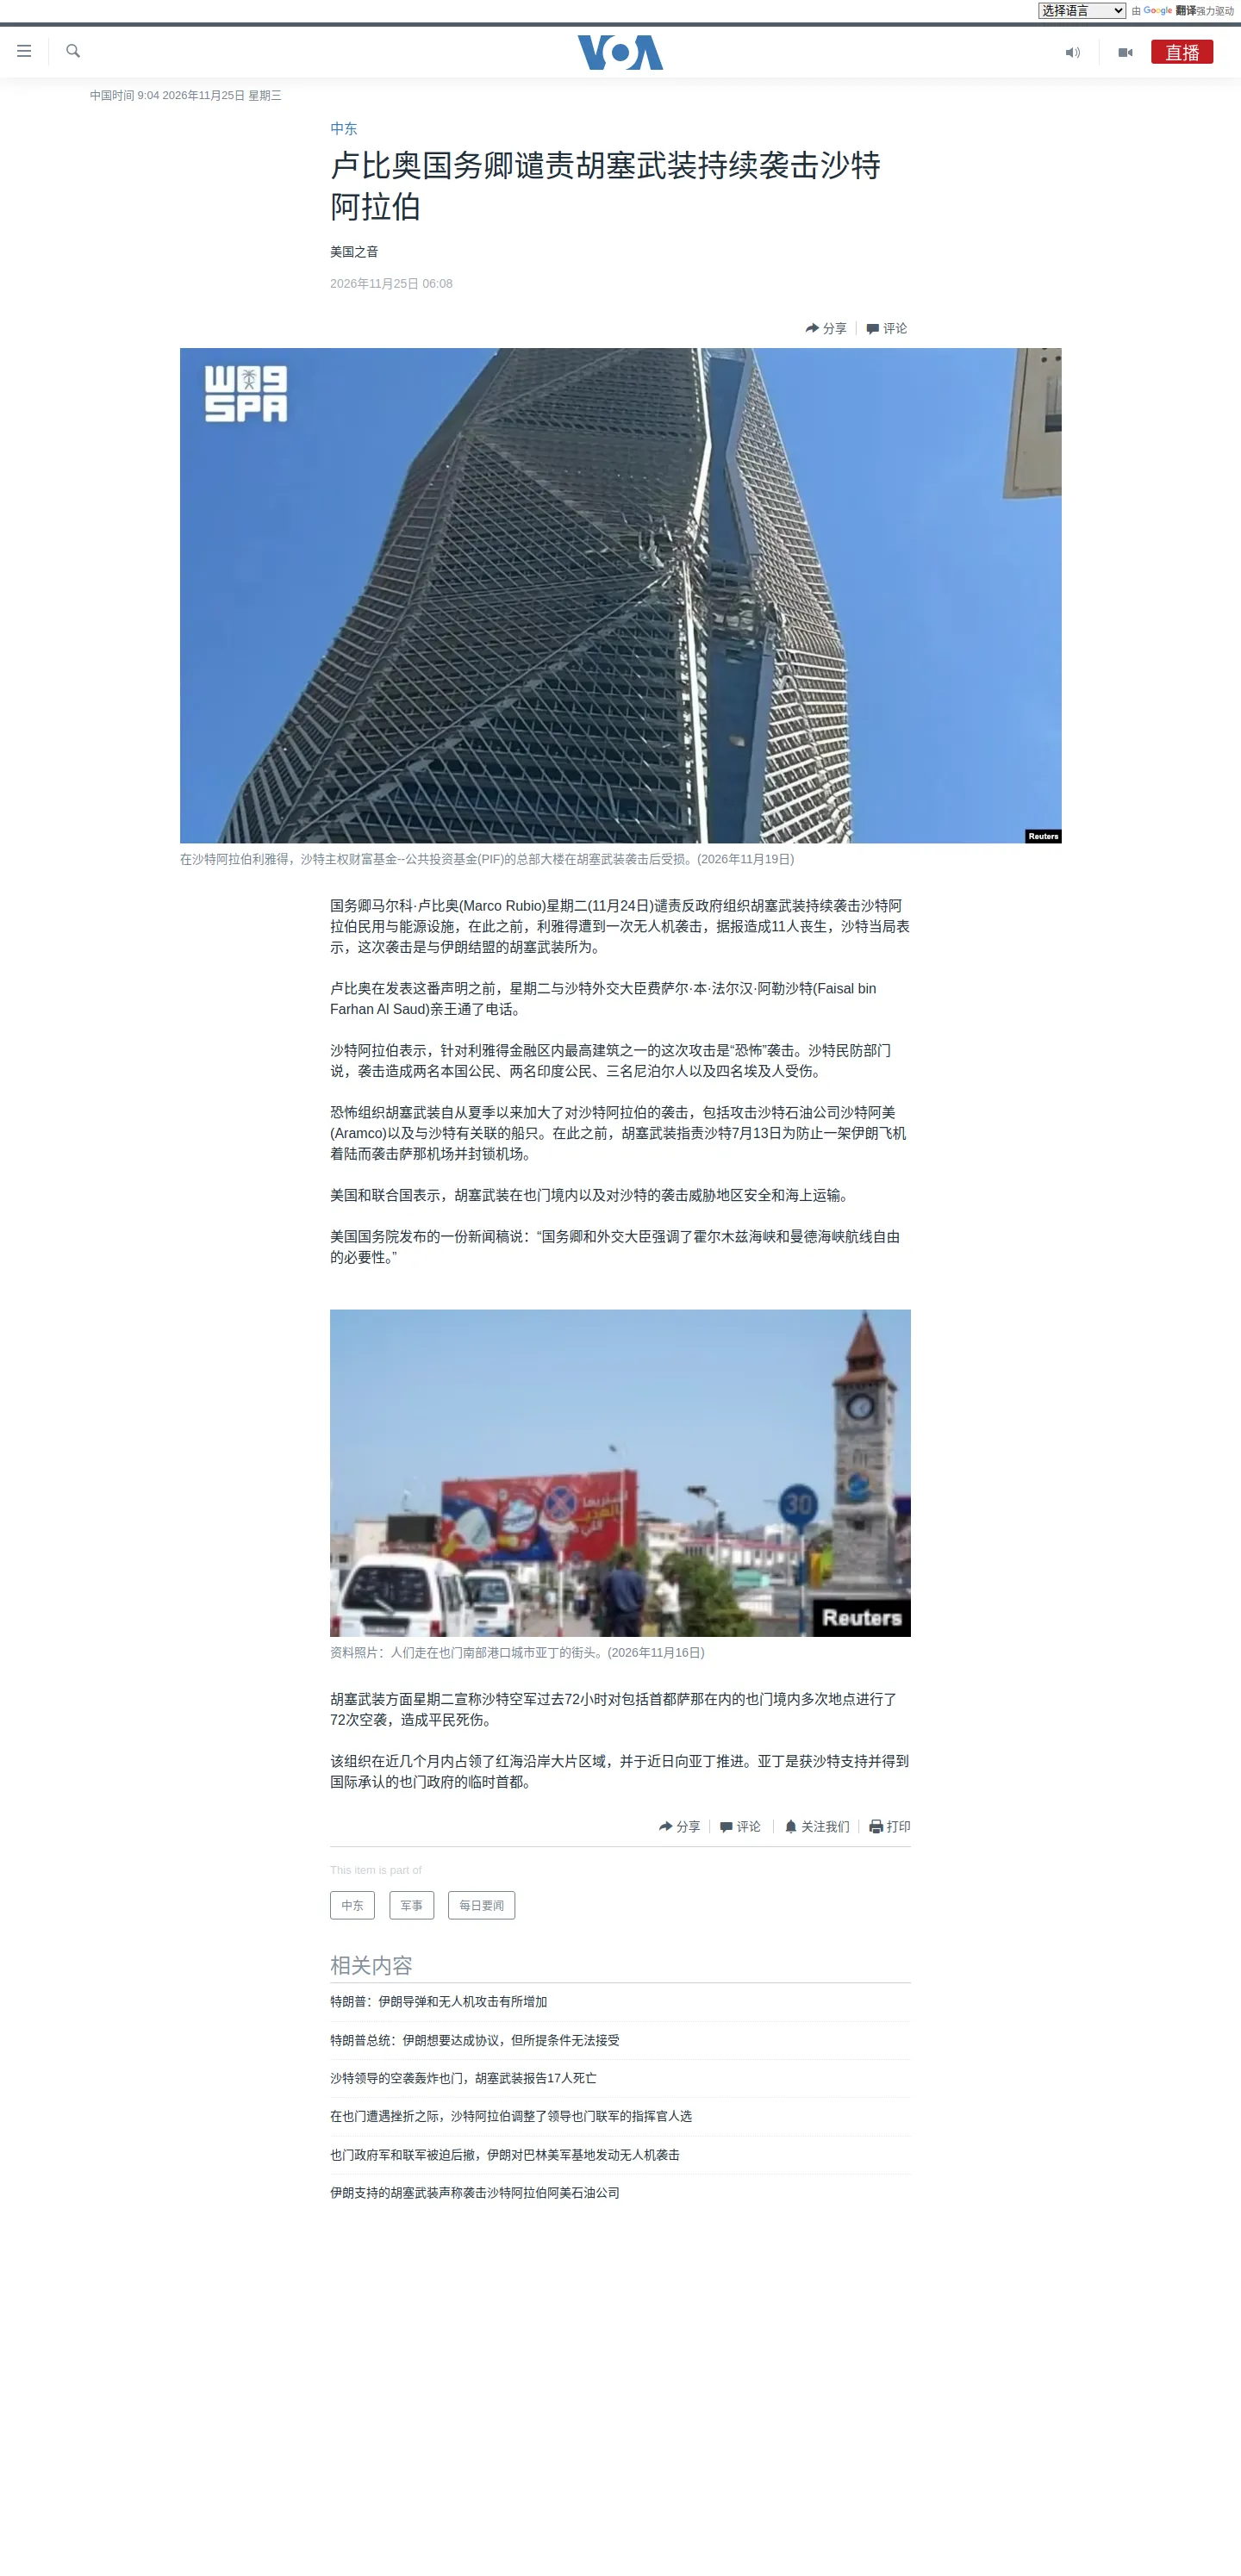 选择语言 由 Google 翻译强力驱动
VOA
直播
中国时间 9:04 2026年11月25日 星期三
中东
卢比奥国务卿谴责胡塞武装持续袭击沙特
阿拉伯
美国之音
2026年11月25日 06:08
分享 评论
W 9
SPA
Reuters
在沙特阿拉伯利雅得，沙特主权财富基金--公共投资基金(PIF)的总部大楼在胡塞武装袭击后受损。(2026年11月19日)
国务卿马尔科·卢比奥(Marco Rubio)星期二(11月24日)谴责反政府组织胡塞武装持续袭击沙特阿
拉伯民用与能源设施，在此之前，利雅得遭到一次无人机袭击，据报造成11人丧生，沙特当局表
示，这次袭击是与伊朗结盟的胡塞武装所为。
卢比奥在发表这番声明之前，星期二与沙特外交大臣费萨尔·本·法尔汉·阿勒沙特(Faisal bin
Farhan Al Saud)亲王通了电话。
沙特阿拉伯表示，针对利雅得金融区内最高建筑之一的这次攻击是“恐怖”袭击。沙特民防部门
说，袭击造成两名本国公民、两名印度公民、三名尼泊尔人以及四名埃及人受伤。
恐怖组织胡塞武装自从夏季以来加大了对沙特阿拉伯的袭击，包括攻击沙特石油公司沙特阿美
(Aramco)以及与沙特有关联的船只。在此之前，胡塞武装指责沙特7月13日为防止一架伊朗飞机
着陆而袭击萨那机场并封锁机场。
美国和联合国表示，胡塞武装在也门境内以及对沙特的袭击威胁地区安全和海上运输。
美国国务院发布的一份新闻稿说：“国务卿和外交大臣强调了霍尔木兹海峡和曼德海峡航线自由
的必要性。”
30
Reuters
资料照片：人们走在也门南部港口城市亚丁的街头。(2026年11月16日)
胡塞武装方面星期二宣称沙特空军过去72小时对包括首都萨那在内的也门境内多次地点进行了
72次空袭，造成平民死伤。
该组织在近几个月内占领了红海沿岸大片区域，并于近日向亚丁推进。亚丁是获沙特支持并得到
国际承认的也门政府的临时首都。
分享 评论 关注我们 打印
This item is part of
中东 军事 每日要闻
相关内容
特朗普：伊朗导弹和无人机攻击有所增加
特朗普总统：伊朗想要达成协议，但所提条件无法接受
沙特领导的空袭轰炸也门，胡塞武装报告17人死亡
在也门遭遇挫折之际，沙特阿拉伯调整了领导也门联军的指挥官人选
也门政府军和联军被迫后撤，伊朗对巴林美军基地发动无人机袭击
伊朗支持的胡塞武装声称袭击沙特阿拉伯阿美石油公司